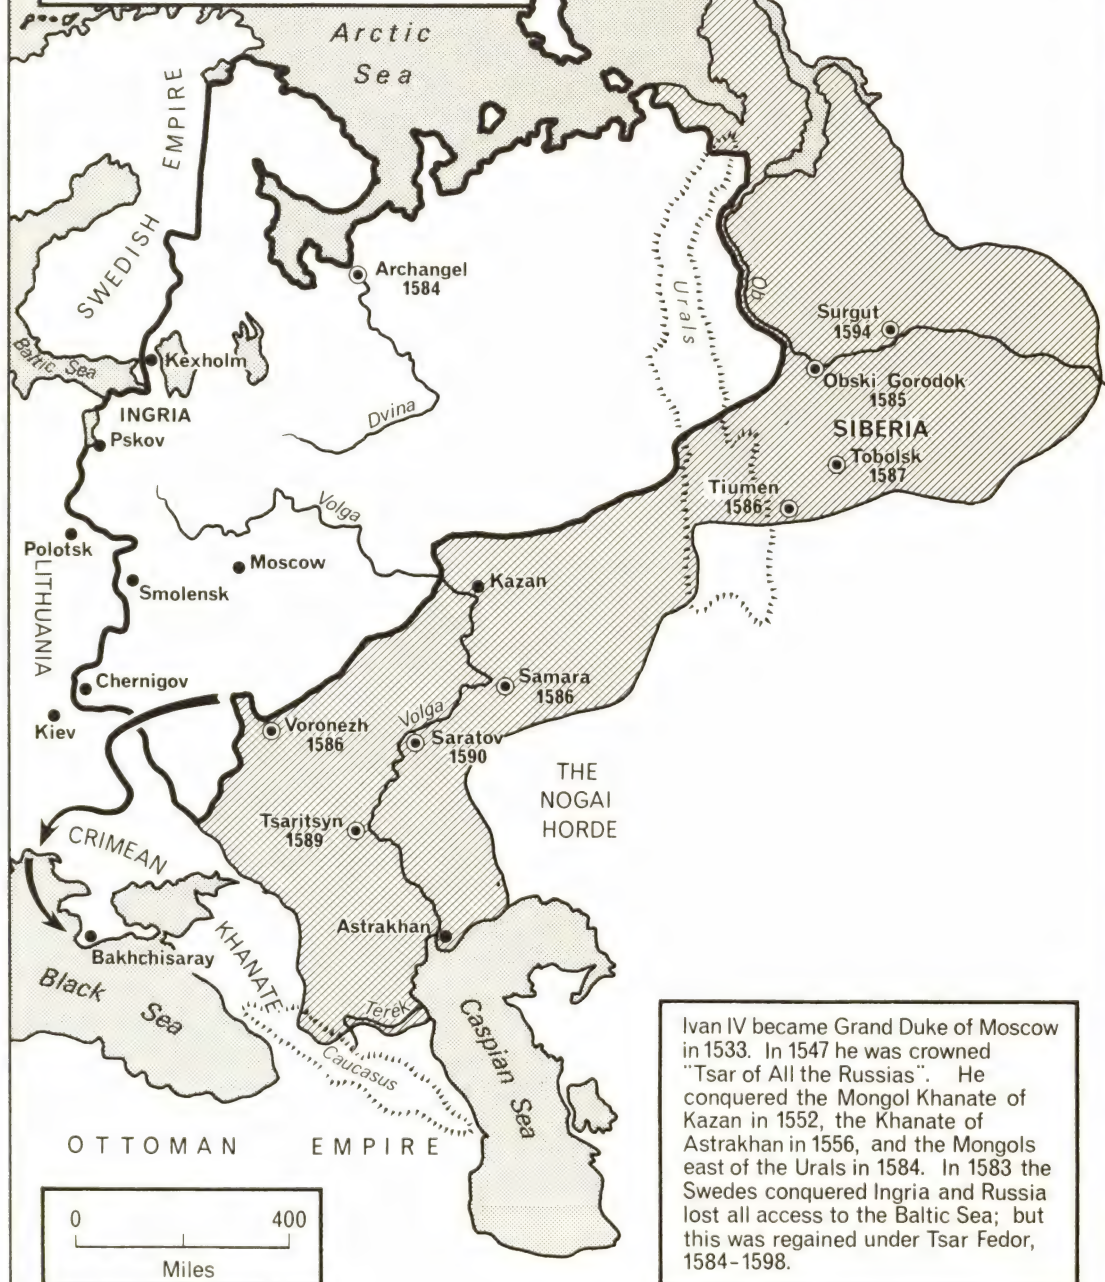 Arctic
Sea
SWEDISH EMPIRE
Archangel
1584
Urals
Ob
Surgut
1594
Baltic Sea
Kexholm
Obski Gorodok
1585
INGRIA
Dvina
SIBERIA
Pskov
Tobolsk
1587
Tiumen
1586
Volga
Polotsk
Moscow
Kazan
Smolensk
LITHUANIA
Chernigov
Samara
1586
Kiev
Volga
Voronezh
1586
Saratov
1590
THE
NOGAI
HORDE
Tsaritsyn
1589
CRIMEAN
KHANATE
Astrakhan
Bakhchisaray
Black
Sea
Terek
Caspian Sea
Caucasus
OTTOMAN EMPIRE
0 400
Miles
Ivan IV became Grand Duke of Moscow
in 1533. In 1547 he was crowned
"Tsar of All the Russias". He
conquered the Mongol Khanate of
Kazan in 1552, the Khanate of
Astrakhan in 1556, and the Mongols
east of the Urals in 1584. In 1583 the
Swedes conquered Ingria and Russia
lost all access to the Baltic Sea; but
this was regained under Tsar Fedor,
1584-1598.